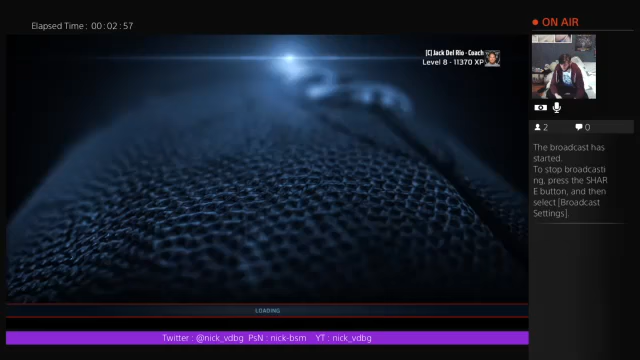 Elapsed Time : 00:02:57
ON AIR
(C) Jack Del Rio - Coach
Level 8 - 11370 XP
2
0
The broadcast has
started.
To stop broadcasti
ng, press the SHAR
E button, and then
select [Broadcast
Settings].
LOADING
Twitter : @nick_vdbg PsN : nick-bsm YT : nick_vdbg